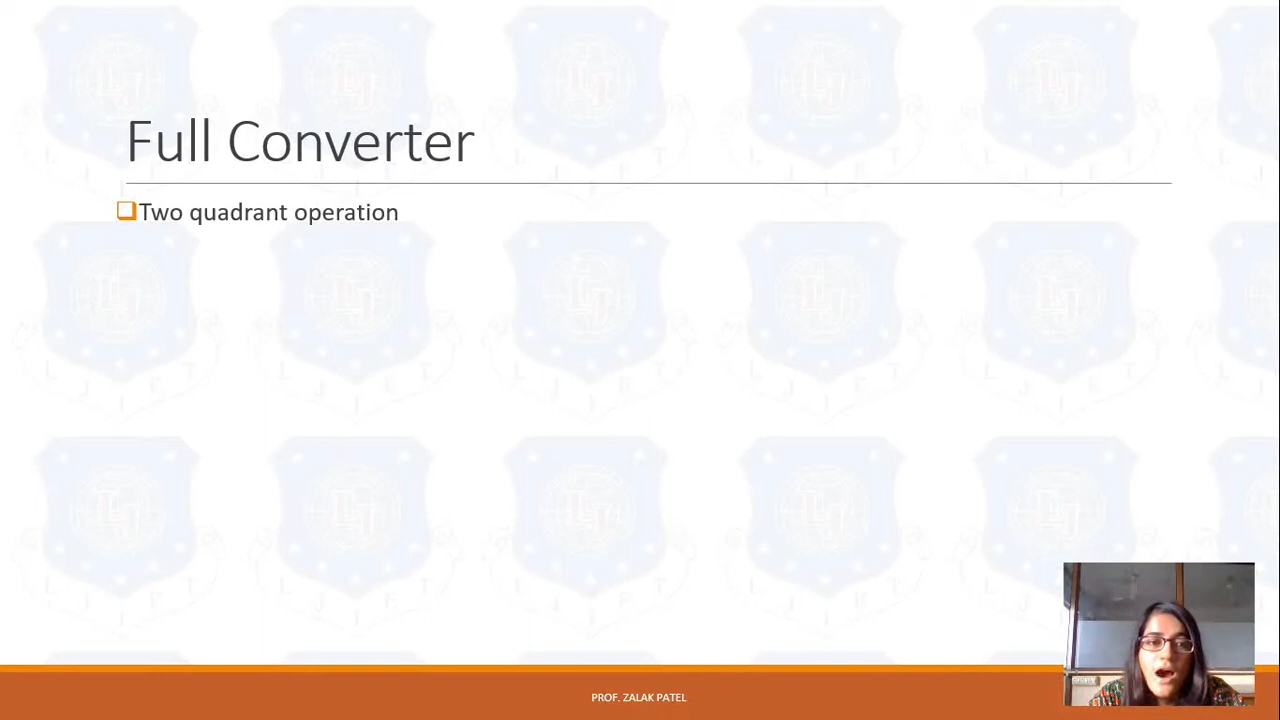 Full Converter
Two quadrant operation
PROF. ZALAK PATEL